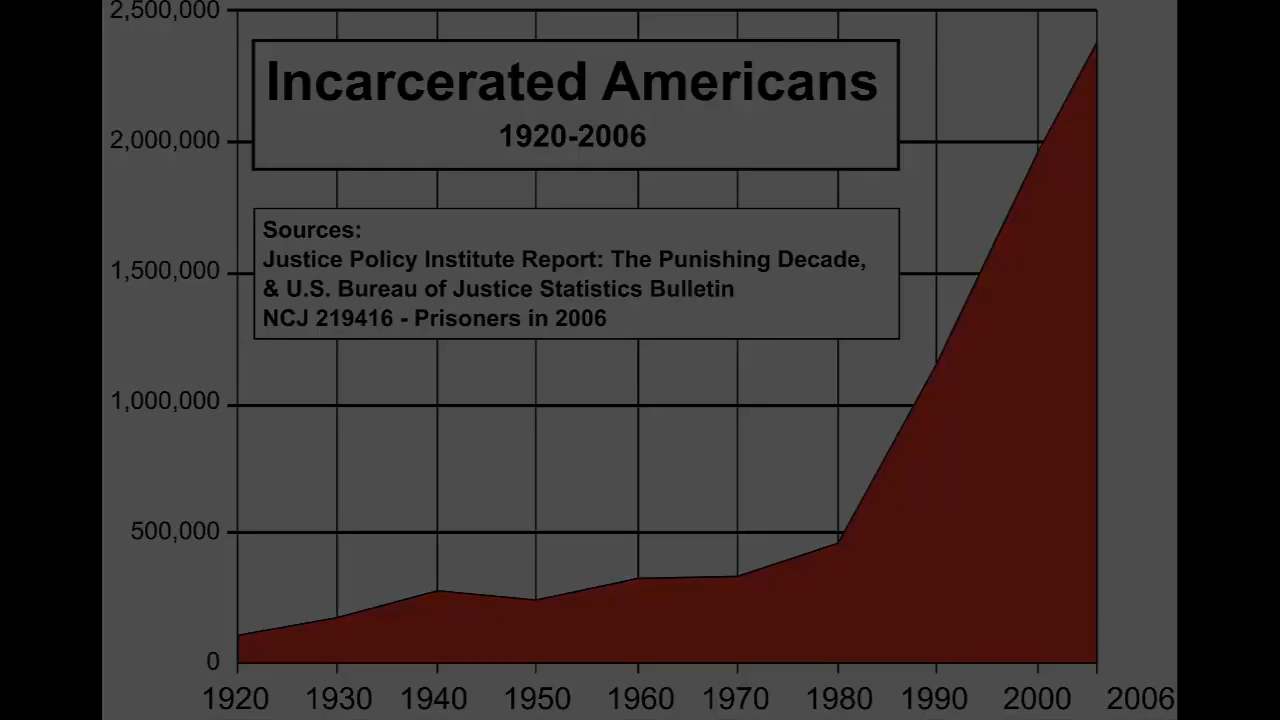 2,500,000
Incarcerated Americans
1920-2006
2,000,000
Sources:
Justice Policy Institute Report: The Punishing Decade,
& U.S. Bureau of Justice Statistics Bulletin
NCJ 219416 - Prisoners in 2006
1,500,000
1,000,000
500,000
0
1920 1930 1940 1950 1960 1970 1980 1990 2000 2006